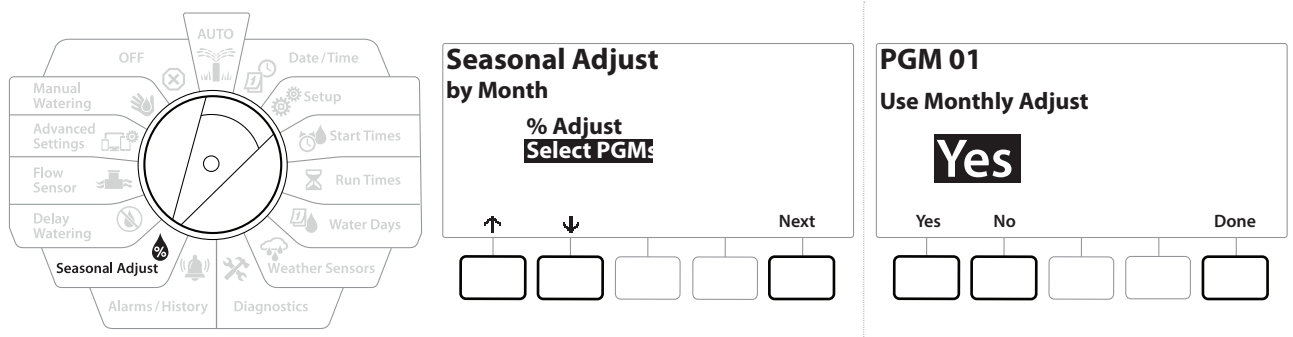 AUTO
OFF
Date / Time
Manual
Watering
Setup
Advanced
Settings
Start Times
Flow
Sensor
Run Times
Delay
Watering
Water Days
Seasonal Adjust
%
Weather Sensors
Alarms / History
Diagnostics
Seasonal Adjust
by Month
% Adjust
Select PGMs
Next
PGM 01
Use Monthly Adjust
Yes
Yes No Done